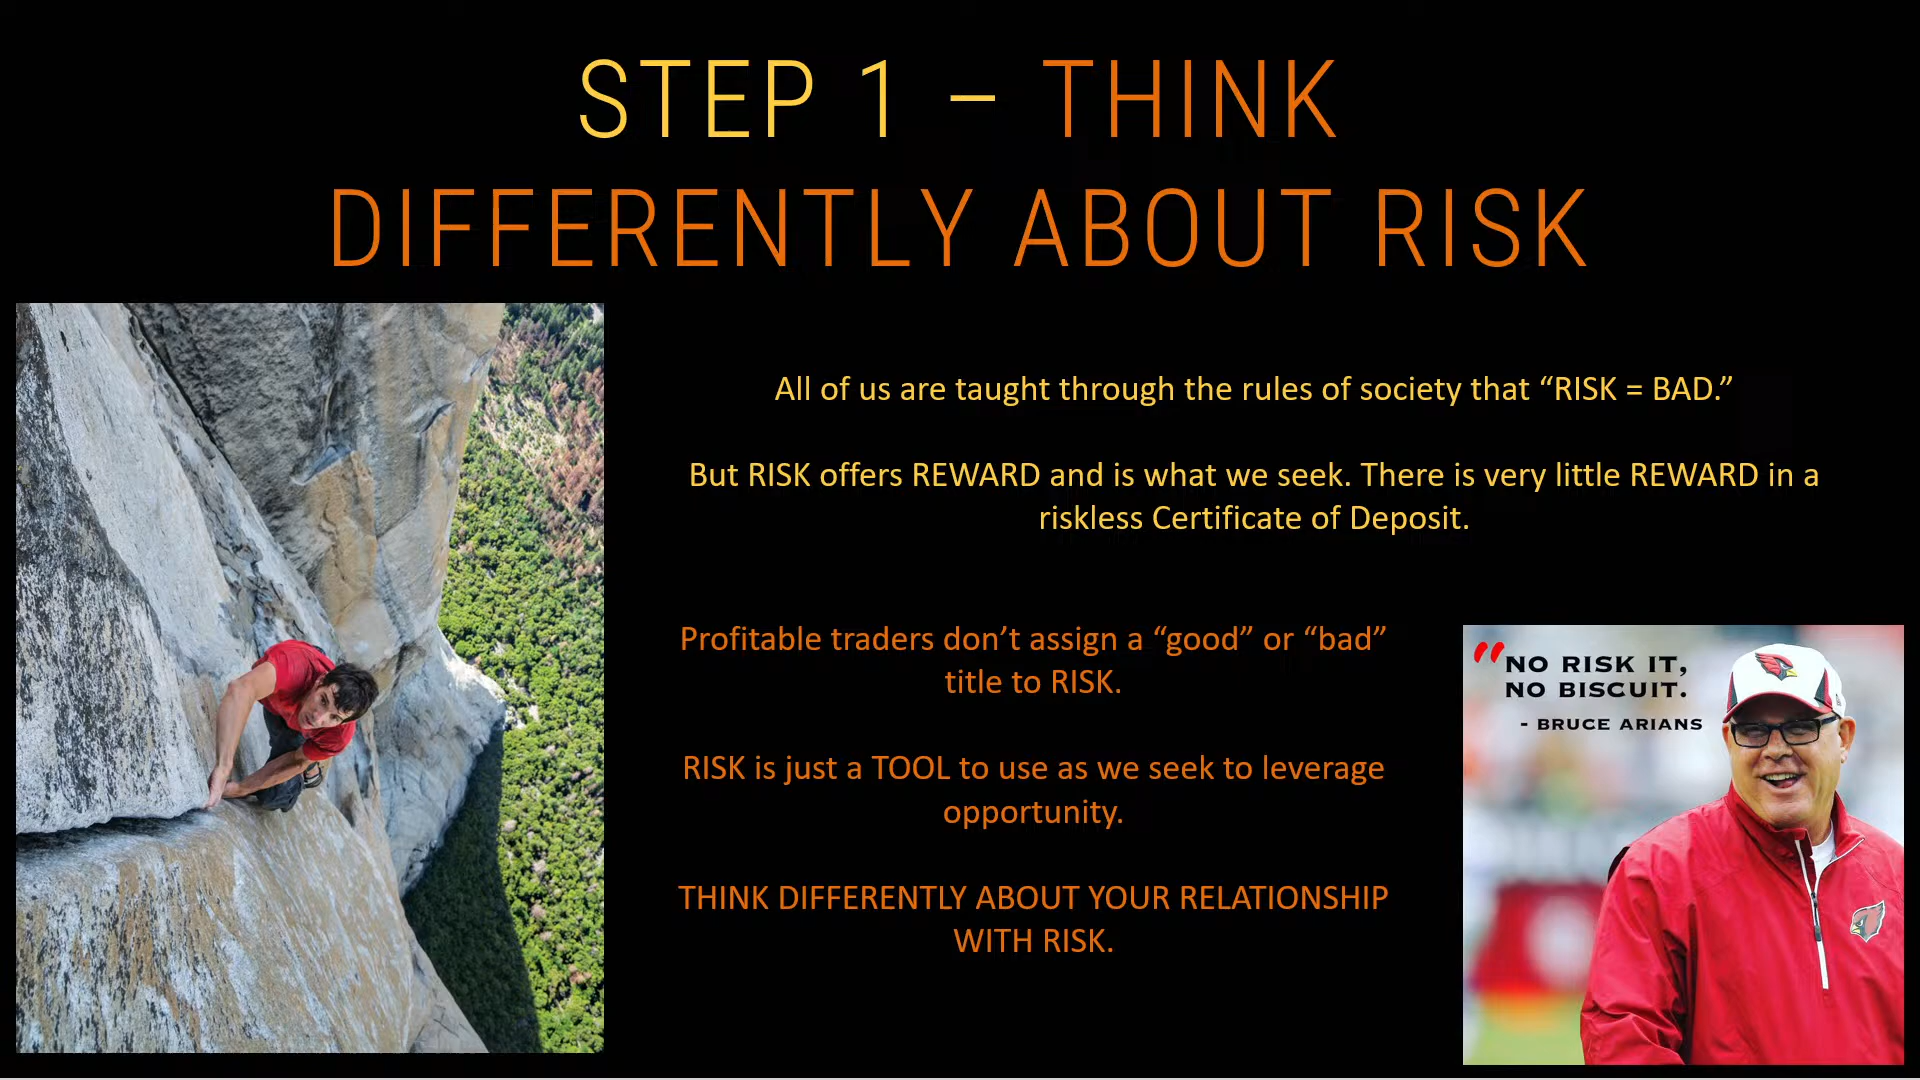 STEP 1 – THINK
DIFFERENTLY ABOUT RISK
All of us are taught through the rules of society that “RISK = BAD.”
But RISK offers REWARD and is what we seek. There is very little REWARD in a
riskless Certificate of Deposit.
Profitable traders don’t assign a “good” or “bad”
title to RISK.
RISK is just a TOOL to use as we seek to leverage
opportunity.
THINK DIFFERENTLY ABOUT YOUR RELATIONSHIP
WITH RISK.
"NO RISK IT,
NO BISCUIT.
- BRUCE ARIANS